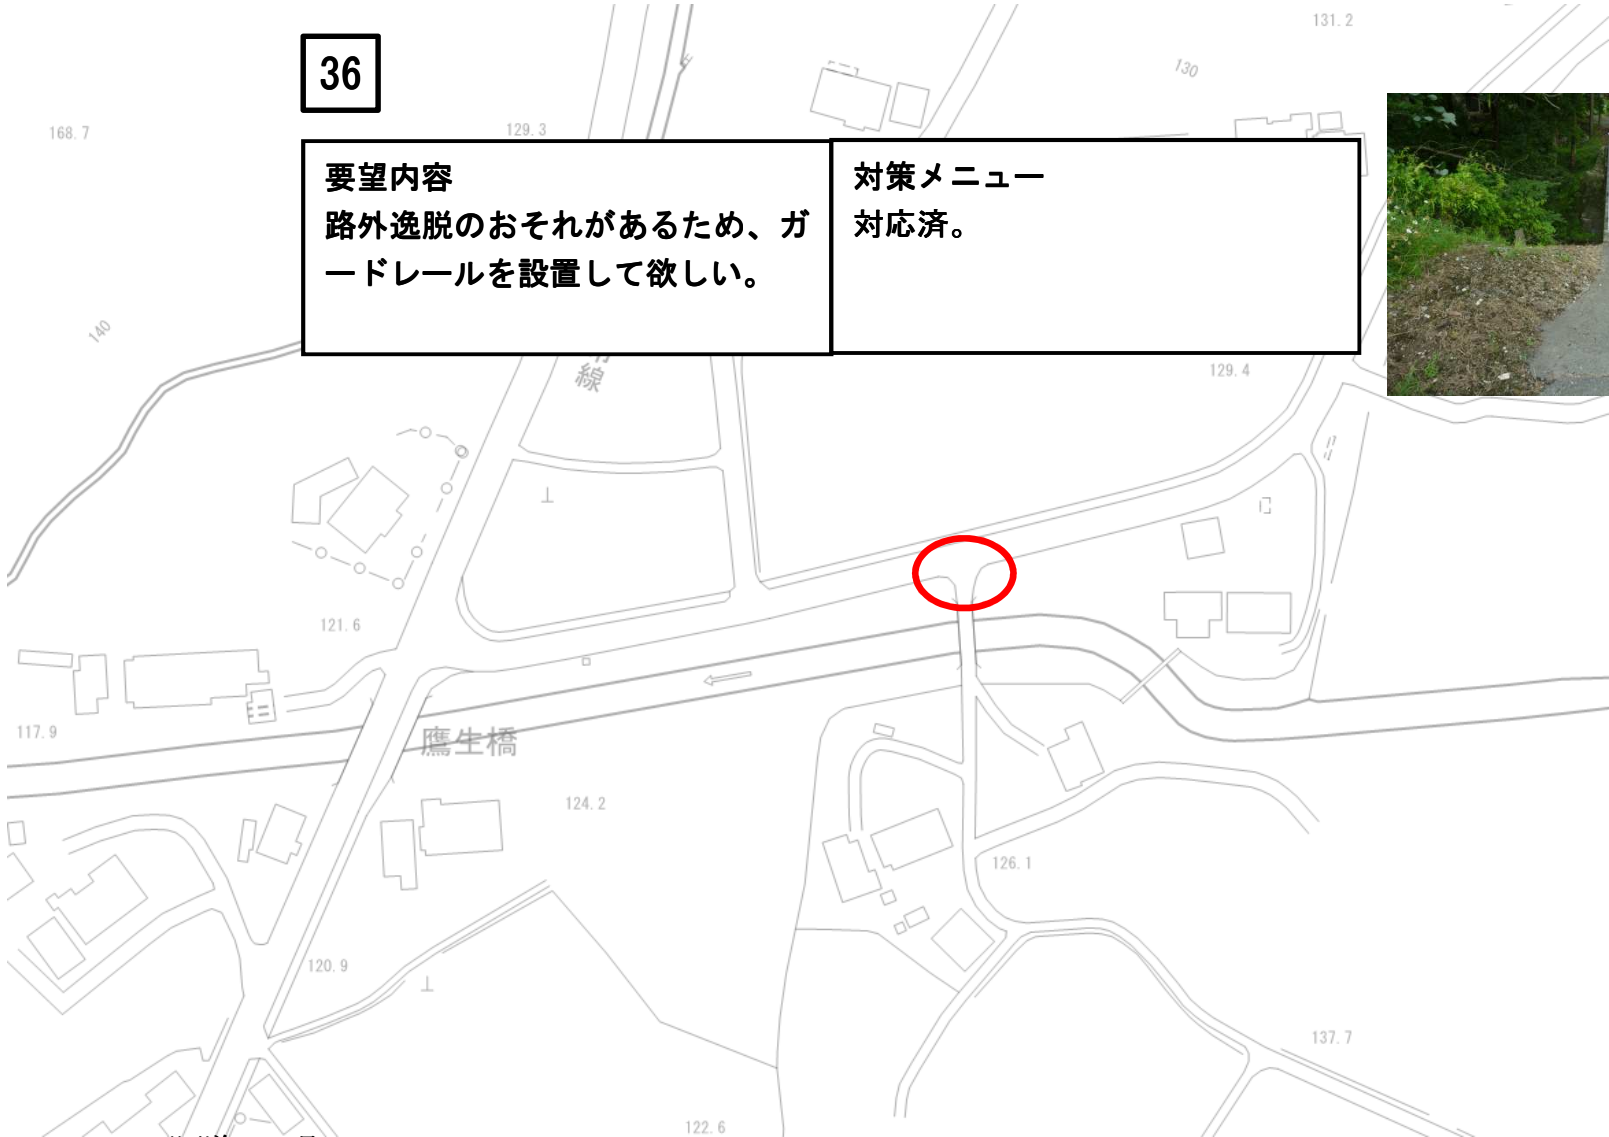 131.2
36
130
168.7
129.3
要望内容
路外逸脱のおそれがあるため、ガ
ードレールを設置して欲しい。
対策メニュー
対応済。
140
線
129.4
121.6
117.9
鷹生橋
124.2
126.1
120.9
137.7
122.6